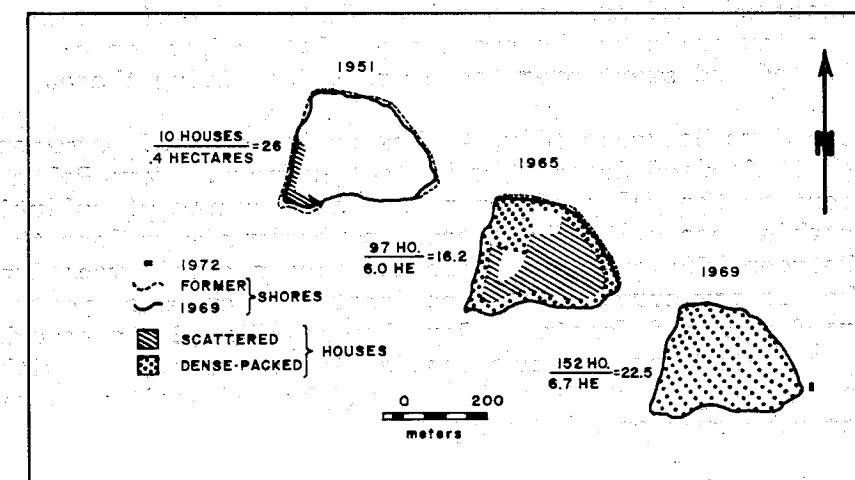 1951
10 HOUSES
.4 HECTARES =26
N
1965
97 HO.
6.0 HE =16.2
1972
FORMER } SHORES
1969
SCATTERED } HOUSES
DENSE-PACKED
1969
152 HO.
6.7 HE =22.5
0 200
meters